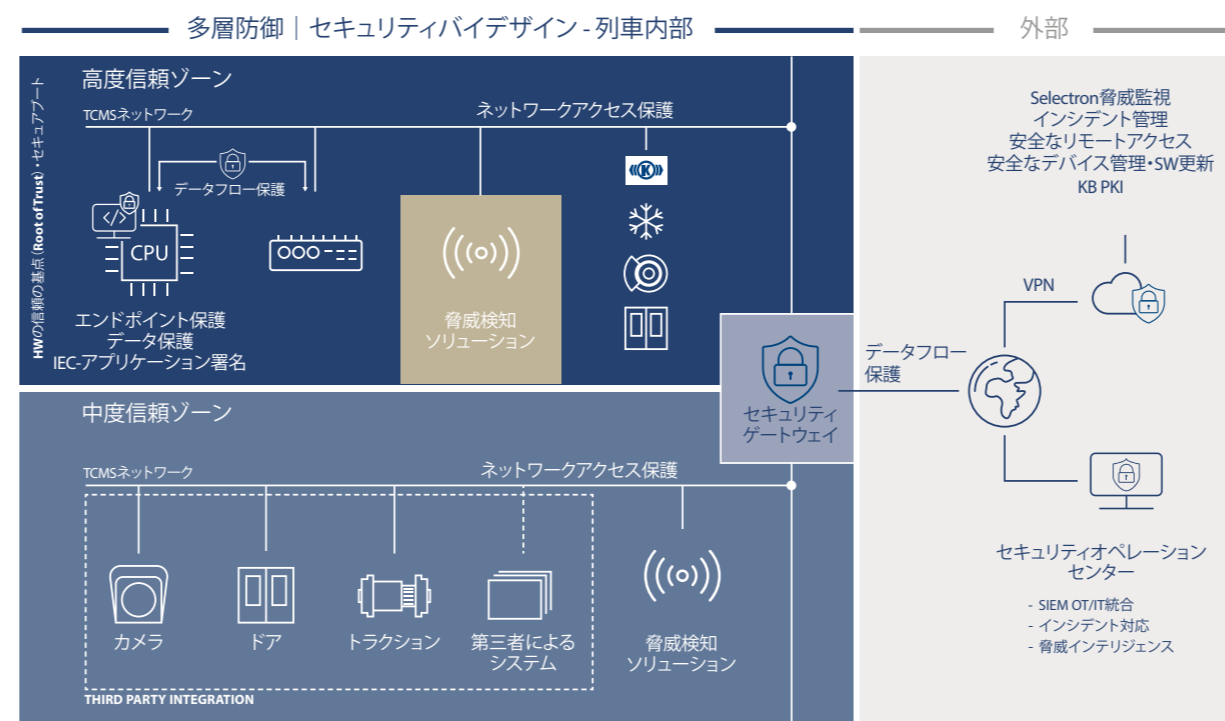 多層防御｜セキュリティバイデザイン - 列車内部
外部
高度信頼ゾーン
HWの信頼の基点（Root of Trust）・セキュアブート
TCMSネットワーク
ネットワークアクセス保護
データフロー保護
K
</>
CPU
エンドポイント保護
データ保護
IEC-アプリケーション署名
脅威検知
ソリューション
セキュリティ
ゲートウェイ
中度信頼ゾーン
TCMSネットワーク
ネットワークアクセス保護
カメラ
ドア
トラクション
第三者による
システム
脅威検知
ソリューション
THIRD PARTY INTEGRATION
Selectron脅威監視
インシデント管理
安全なリモートアクセス
安全なデバイス管理・SW更新
KB PKI
VPN
データフロー
保護
セキュリティオペレーション
センター
- SIEM OT/IT統合
- インシデント対応
- 脅威インテリジェンス